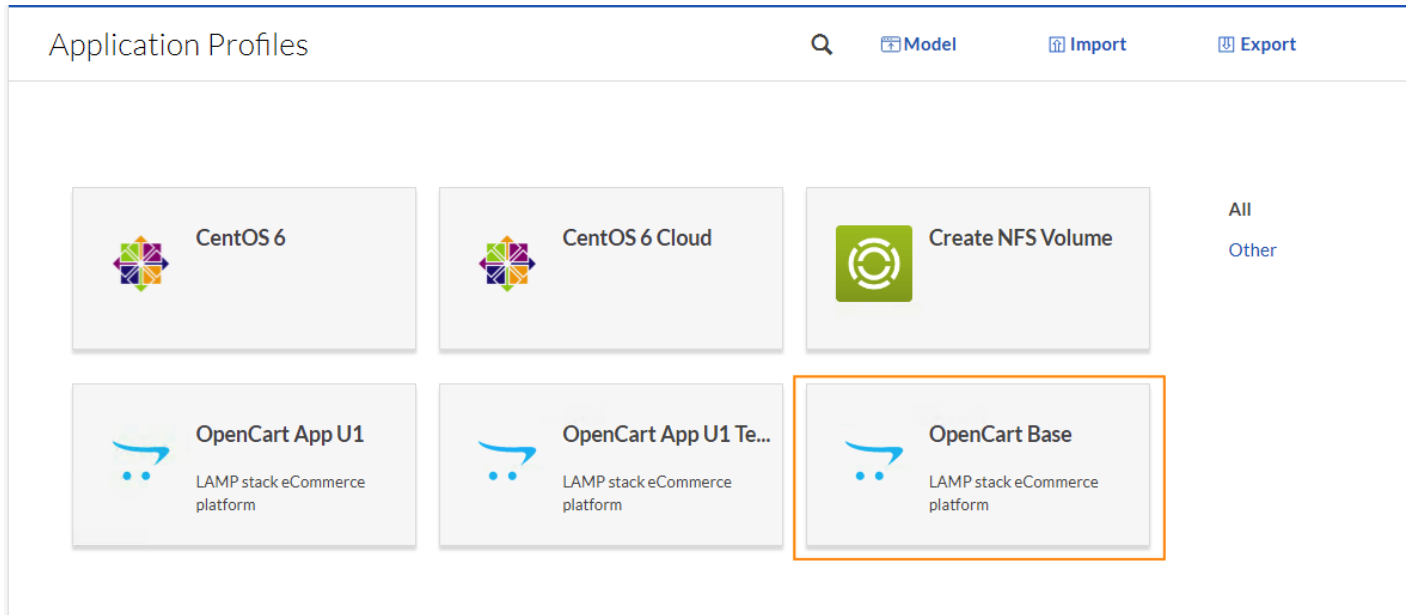 Application Profiles
Model
Import
Export
CentOS 6
CentOS 6 Cloud
Create NFS Volume
All
Other
OpenCart App U1
LAMP stack eCommerce
platform
OpenCart App U1 Te...
LAMP stack eCommerce
platform
OpenCart Base
LAMP stack eCommerce
platform